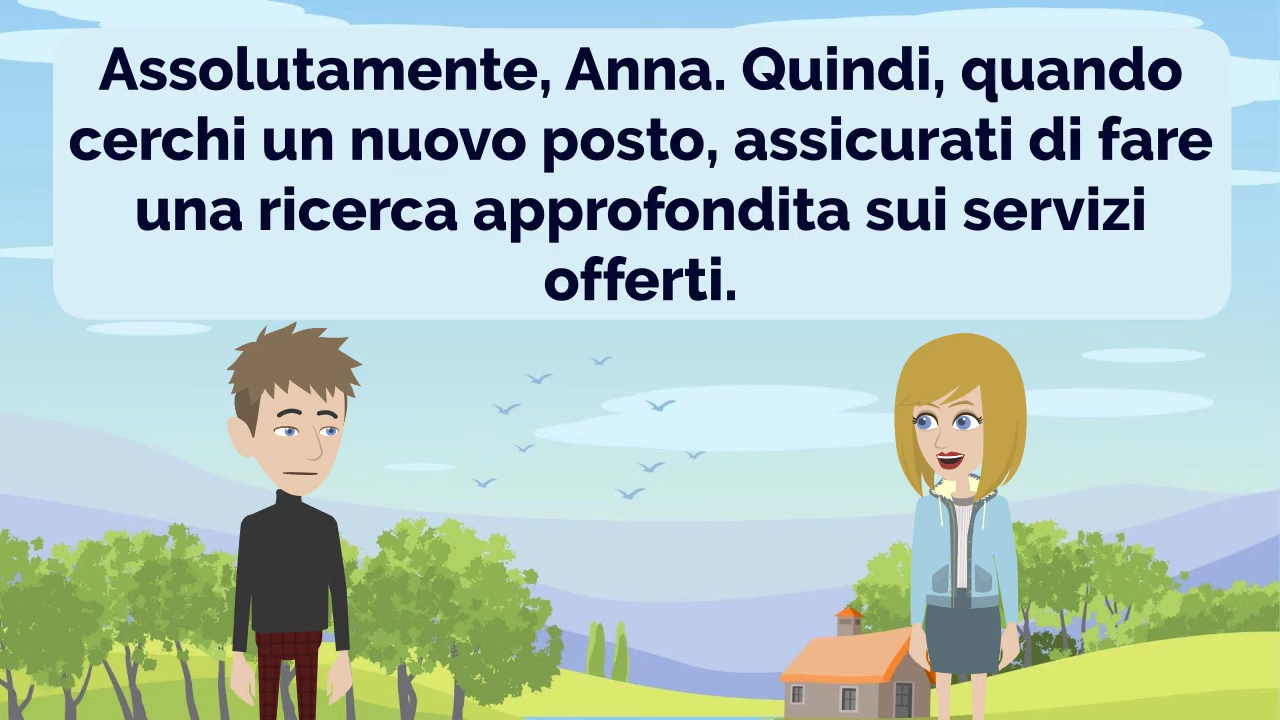 Assolutamente, Anna. Quindi, quando
cerchi un nuovo posto, assicurati di fare
una ricerca approfondita sui servizi
offerti.